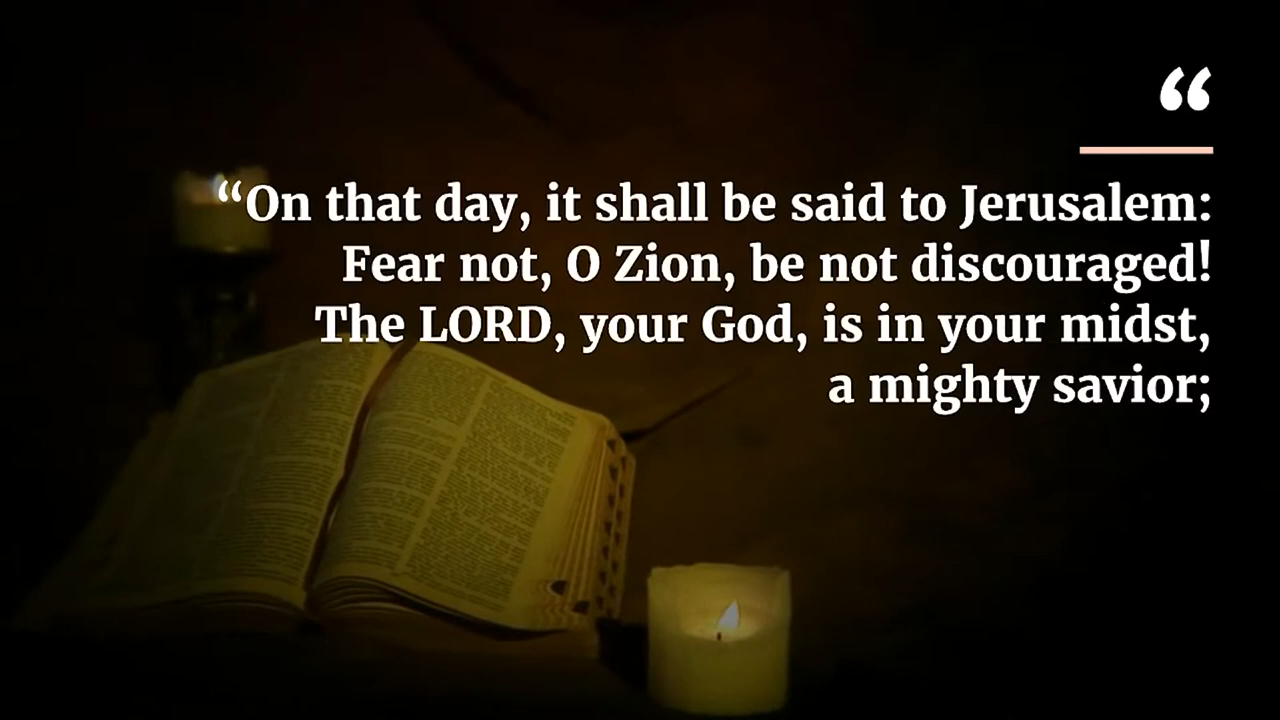 “
“On that day, it shall be said to Jerusalem:
Fear not, O Zion, be not discouraged!
The LORD, your God, is in your midst,
a mighty savior;